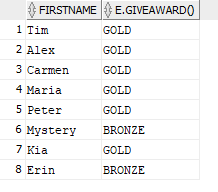 FIRSTNAME E.GIVEAWARD()
1 Tim GOLD
2 Alex GOLD
3 Carmen GOLD
4 Maria GOLD
5 Peter GOLD
6 Mystery BRONZE
7 Kia GOLD
8 Erin BRONZE